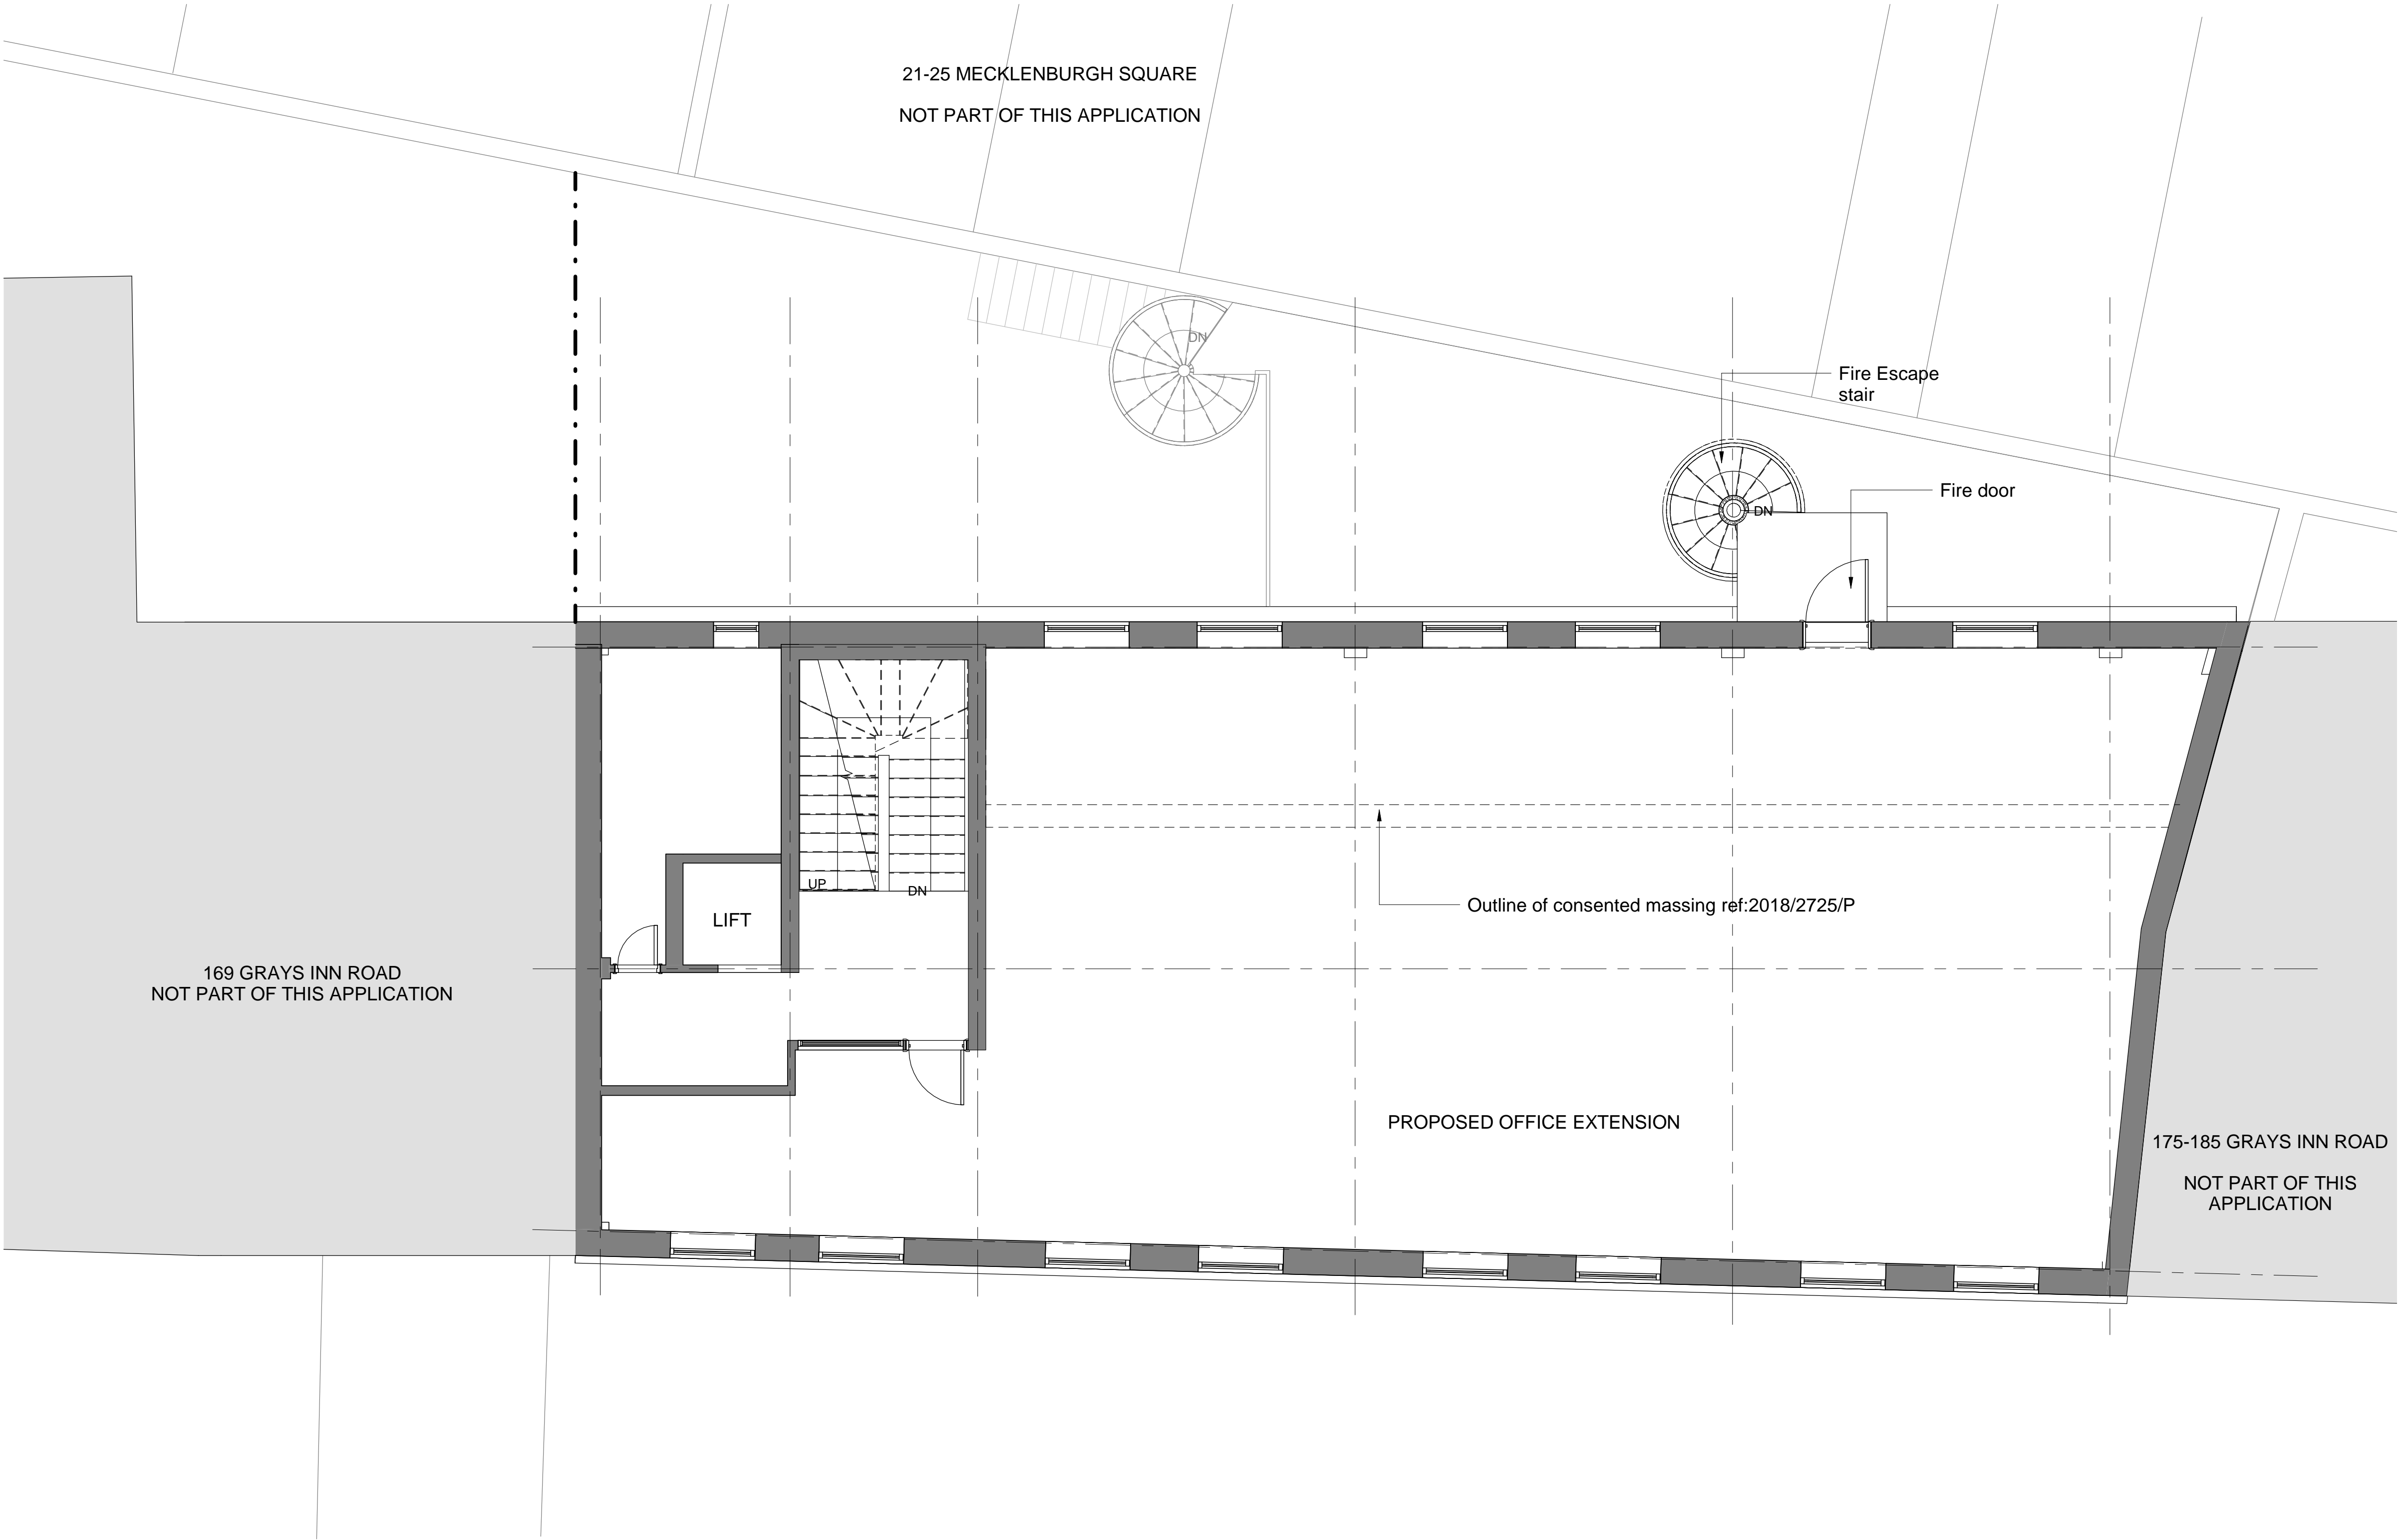 21-25 MECKLENBURGH SQUARE
NOT PART OF THIS APPLICATION
DN
Fire Escape
stair
Fire door
DN
UP
DN
LIFT
Outline of consented massing ref:2018/2725/P
169 GRAYS INN ROAD
NOT PART OF THIS APPLICATION
PROPOSED OFFICE EXTENSION
175-185 GRAYS INN ROAD
NOT PART OF THIS
APPLICATION